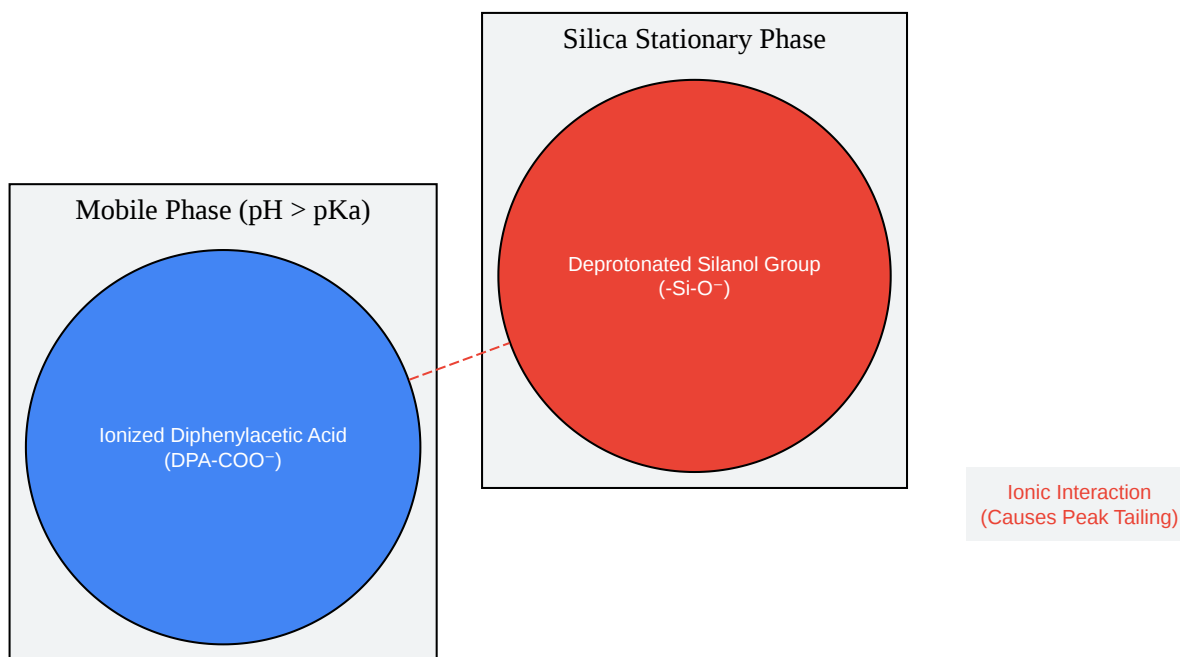 Silica Stationary Phase
Deprotonated Silanol Group
(-Si-O⁻)
Mobile Phase (pH > pKa)
Ionized Diphenylacetic Acid
(DPA-COO⁻)
Ionic Interaction
(Causes Peak Tailing)